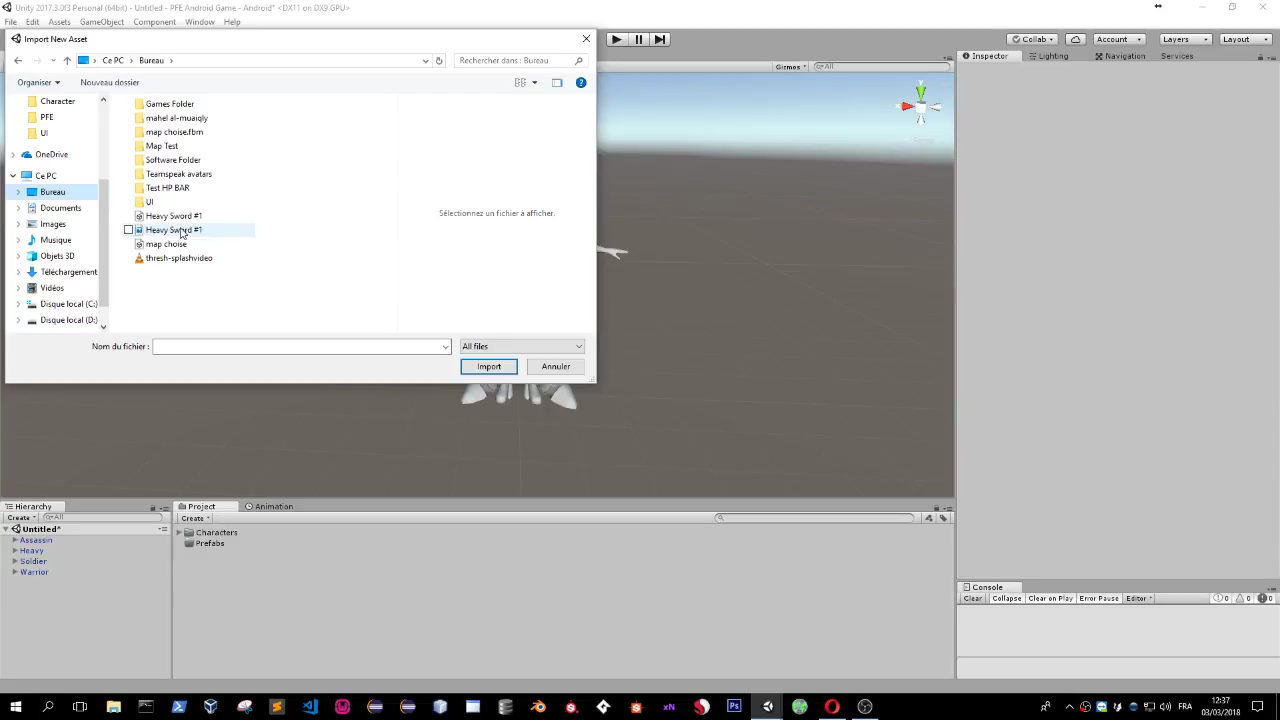 Unity 2017.3.0f3 Personal (64bit) - Untitled - PFE Android Game - Android* <DX11 on DX9 GPU>
File Edit Assets GameObject Component Window Help
Import New Asset
Collab Account Layers Layout
Ce PC Bureau Rechercher dans : Bureau
Inspector Lighting Navigation Services
Gizmos All
Organiser Nouveau dossier
Character
PFE
UI
OneDrive
Ce PC
Bureau
Documents
Images
Musique
Objets 3D
Téléchargement
Vidéos
Disque local (C:)
Disque local (D:)
Games Folder
mahel al-muaiqly
map choise.fbm
Map Test
Software Folder
Teamspeak avatars
Test HP BAR
UI
Heavy Sword #1
Heavy Sword #1
map choise
thresh-splashvideo
Sélectionnez un fichier à afficher.
y
x
Nom du fichier : All files
Import Annuler
Hierarchy
Create All
Untitled*
Assassin
Heavy
Soldier
Warrior
Project Animation
Create
Characters
Prefabs
Console
Clear Collapse Clear on Play Error Pause Editor 0 0 0
FRA
12:37
03/03/2018